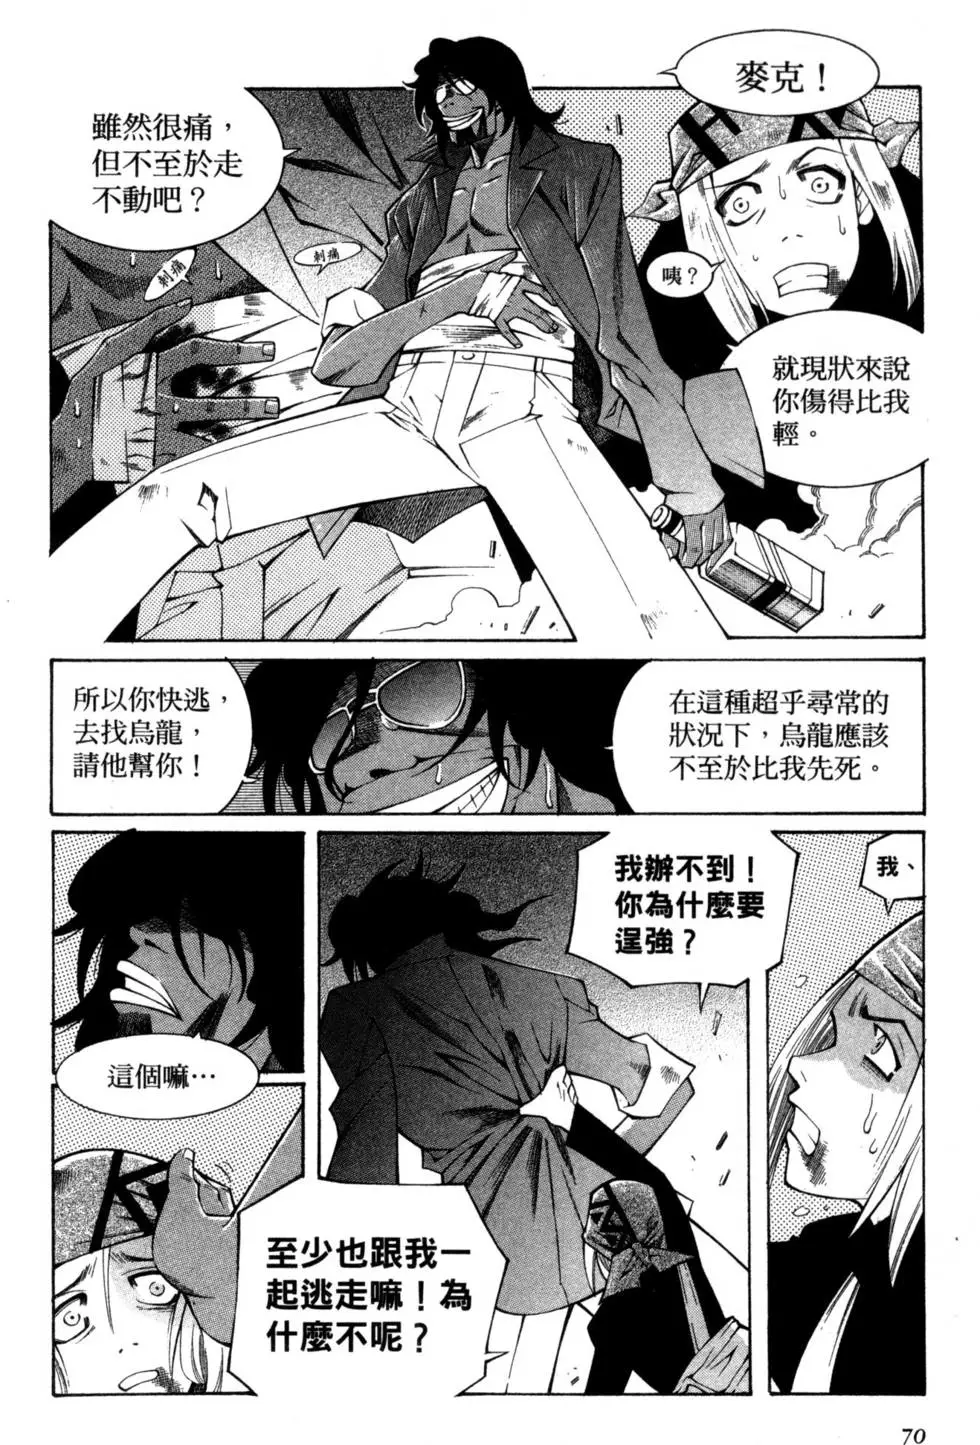 麥克！
咦？
就現狀來說
你傷得比我
輕。
雖然很痛，
但不至於走
不動吧？
刺痛
刺痛
在這種超乎尋常的
狀況下，烏龍應該
不至於比我先死。
所以你快逃，
去找烏龍，
請他幫你！
我、
我辦不到！
你為什麼要
逞強？
至少也跟我一
起逃走嘛！為
什麼不呢？
這個嘛…
70